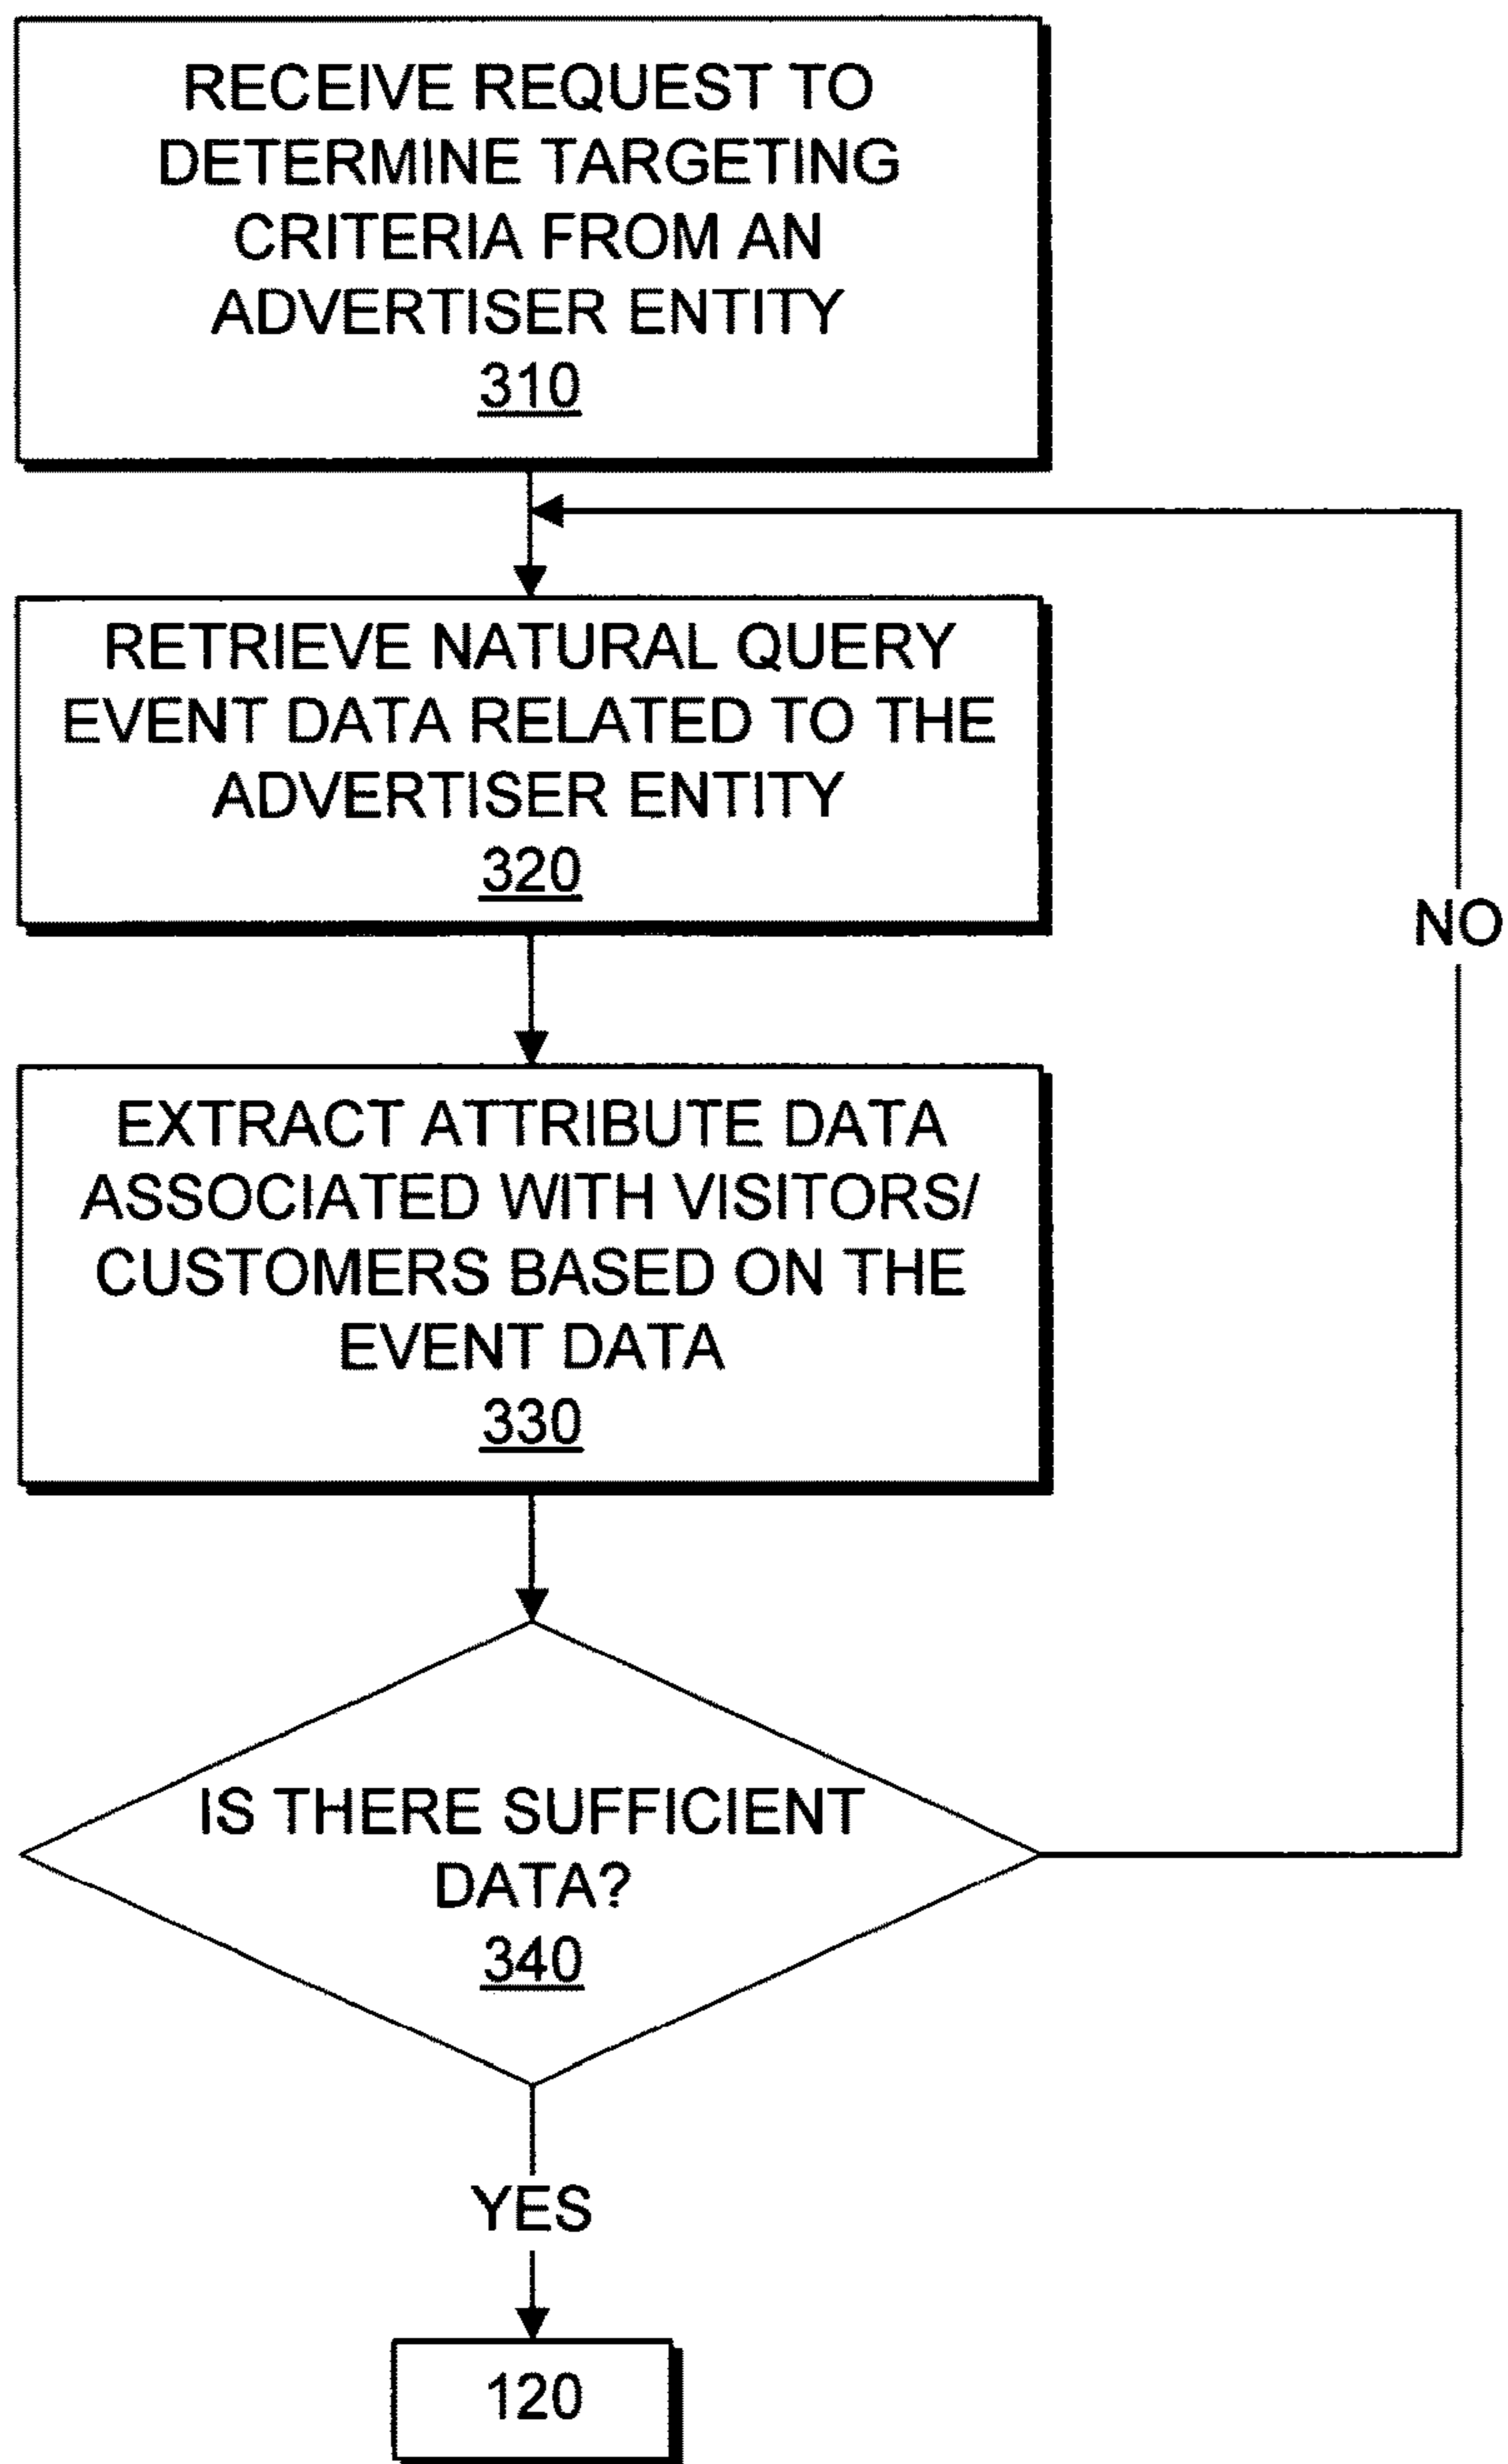 RECEIVE REQUEST TO
DETERMINE TARGETING
CRITERIA FROM AN
ADVERTISER ENTITY
310
RETRIEVE NATURAL QUERY
EVENT DATA RELATED TO THE
ADVERTISER ENTITY
320
NO
EXTRACT ATTRIBUTE DATA
ASSOCIATED WITH VISITORS/
CUSTOMERS BASED ON THE
EVENT DATA
330
IS THERE SUFFICIENT
DATA?
340
YES
120